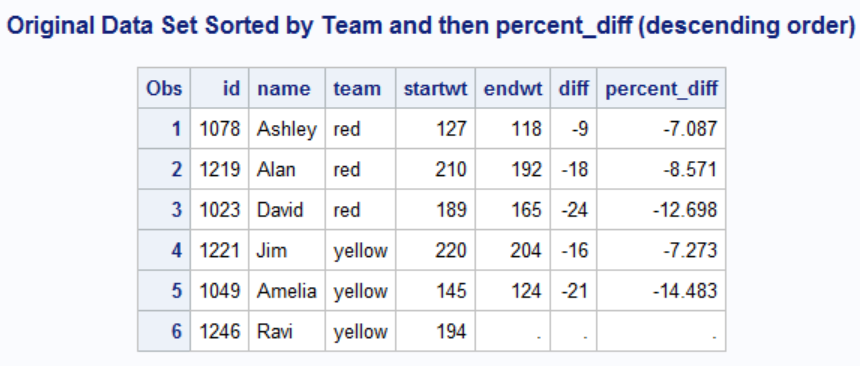 Original Data Set Sorted by Team and then percent_diff (descending order)
Obs id name team startwt endwt diff percent_diff
1 1078 Ashley red 127 118 -9 -7.087
2 1219 Alan red 210 192 -18 -8.571
3 1023 David red 189 165 -24 -12.698
4 1221 Jim yellow 220 204 -16 -7.273
5 1049 Amelia yellow 145 124 -21 -14.483
6 1246 Ravi yellow 194 . . .